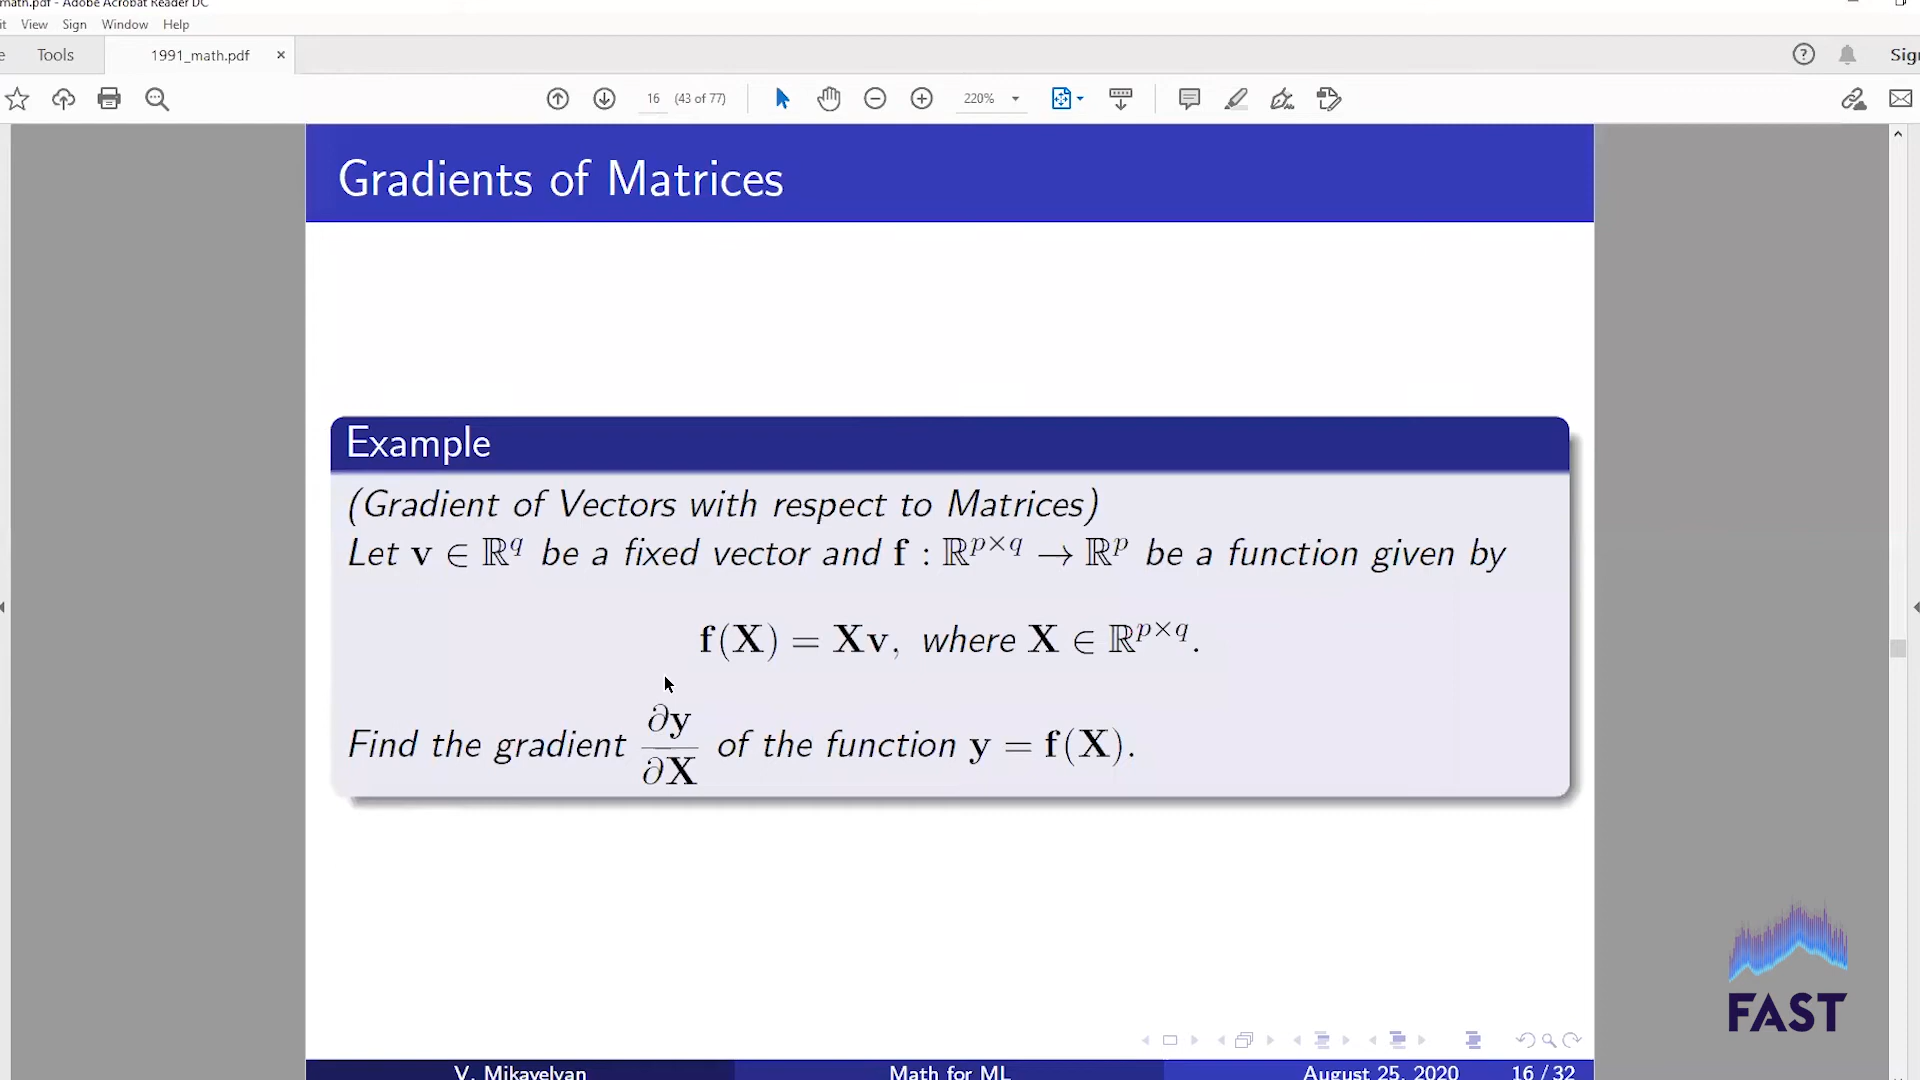 math.pdf - Adobe Acrobat Reader DC
it View Sign Window Help
e Tools 1991_math.pdf × Sig
16 (43 of 77) 220%
Gradients of Matrices
Example
(Gradient of Vectors with respect to Matrices)
Let v ∈ ℝ^q be a fixed vector and f : ℝ^{p×q} → ℝ^p be a function given by
f(X) = Xv, where X ∈ ℝ^{p×q}.
Find the gradient ∂y/∂X of the function y = f(X).
FAST
V. Mikayelyan Math for ML August 25, 2020 16 / 32